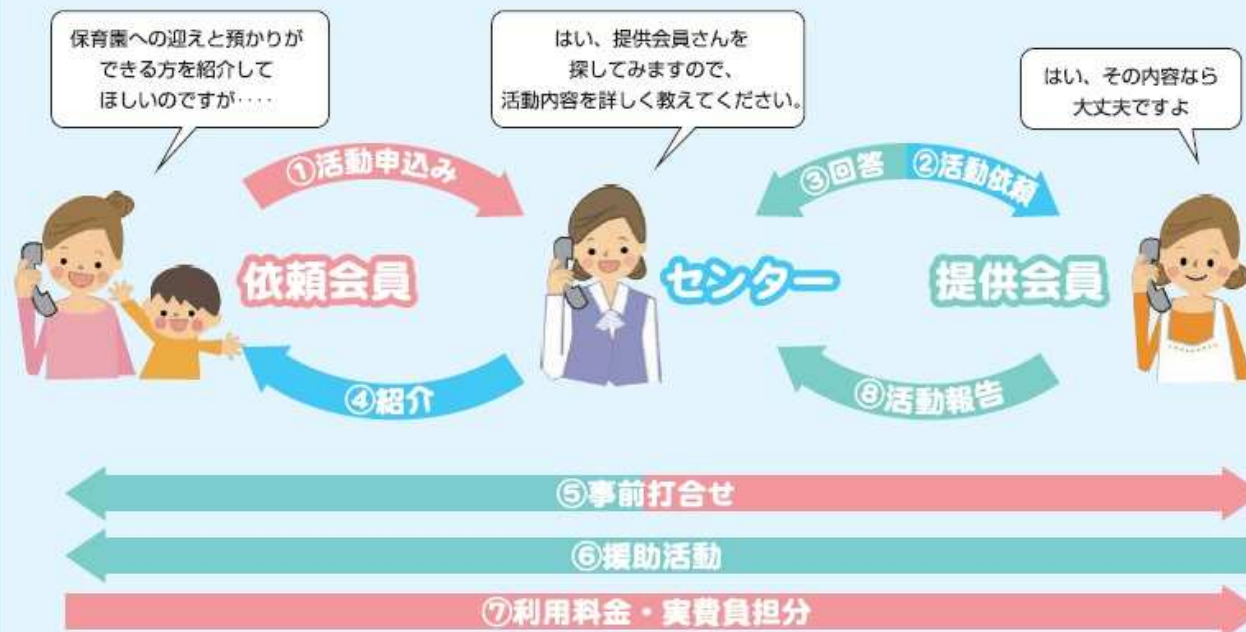 保育園への迎えと預かりが
できる方を紹介して
ほしいのですが‥‥
はい、提供会員さんを
探してみますので、
活動内容を詳しく教えてください。
はい、その内容なら
大丈夫ですよ
①活動申込み
③回答
②活動依頼
依頼会員
センター
提供会員
④紹介
⑧活動報告
⑤事前打合せ
⑥援助活動
⑦利用料金・実費負担分